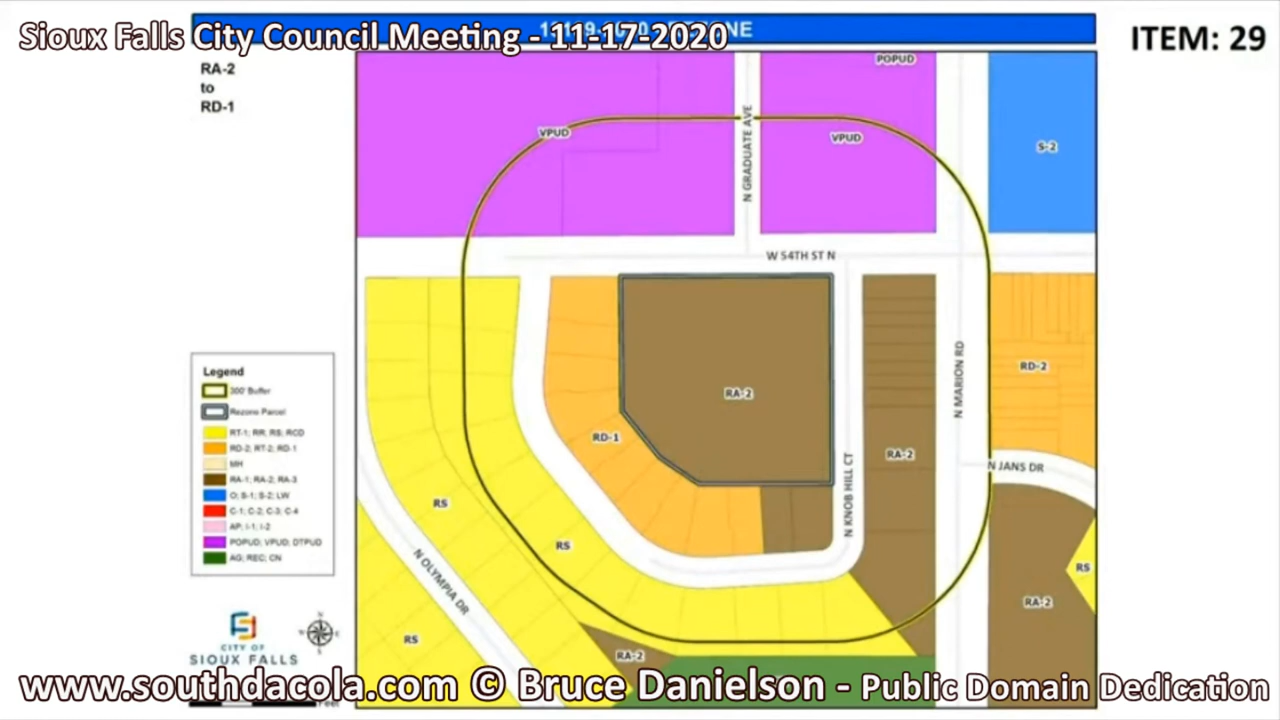 Sioux Falls City Council Meeting - 11-17-2020
ITEM: 29
RA-2
to
RD-1
POPUD
VPUD
VPUD
N GRADUATE AVE
S-2
W 54TH ST N
RA-2
RD-2
N MARION RD
RD-1
RA-2
N JANS DR
N KNOB HILL CT
RS
RS
N OLYMPIA DR
RS
RA-2
RS
RA-2
Legend
300' Buffer
Rezone Parcel
RT-1; RR; RS; RCD
RD-2; RT-2; RD-1
MH
RA-1; RA-2; RA-3
O; S-1; S-2; LW
C-1; C-2; C-3; C-4
AP; I-1; I-2
POPUD; VPUD; DTPUD
AG; REC; CN
CITY OF
SIOUX FALLS
www.southdacola.com © Bruce Danielson - Public Domain Dedication
Feet